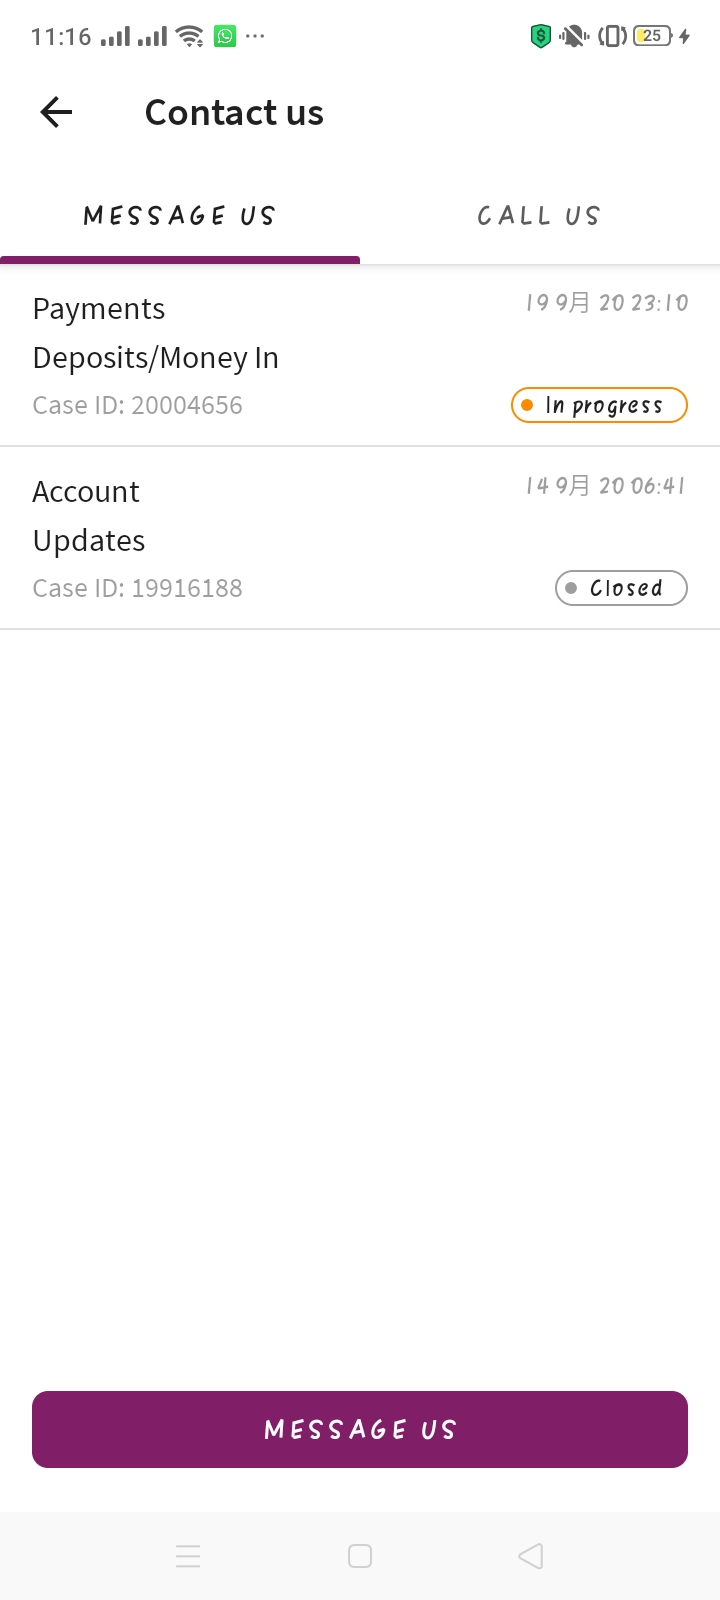 11:16
25
Contact us
MESSAGE US
CALL US
Payments
19 9月 20 23:10
Deposits/Money In
Case ID: 20004656
In progress
Account
14 9月 20 06:41
Updates
Case ID: 19916188
Closed
MESSAGE US